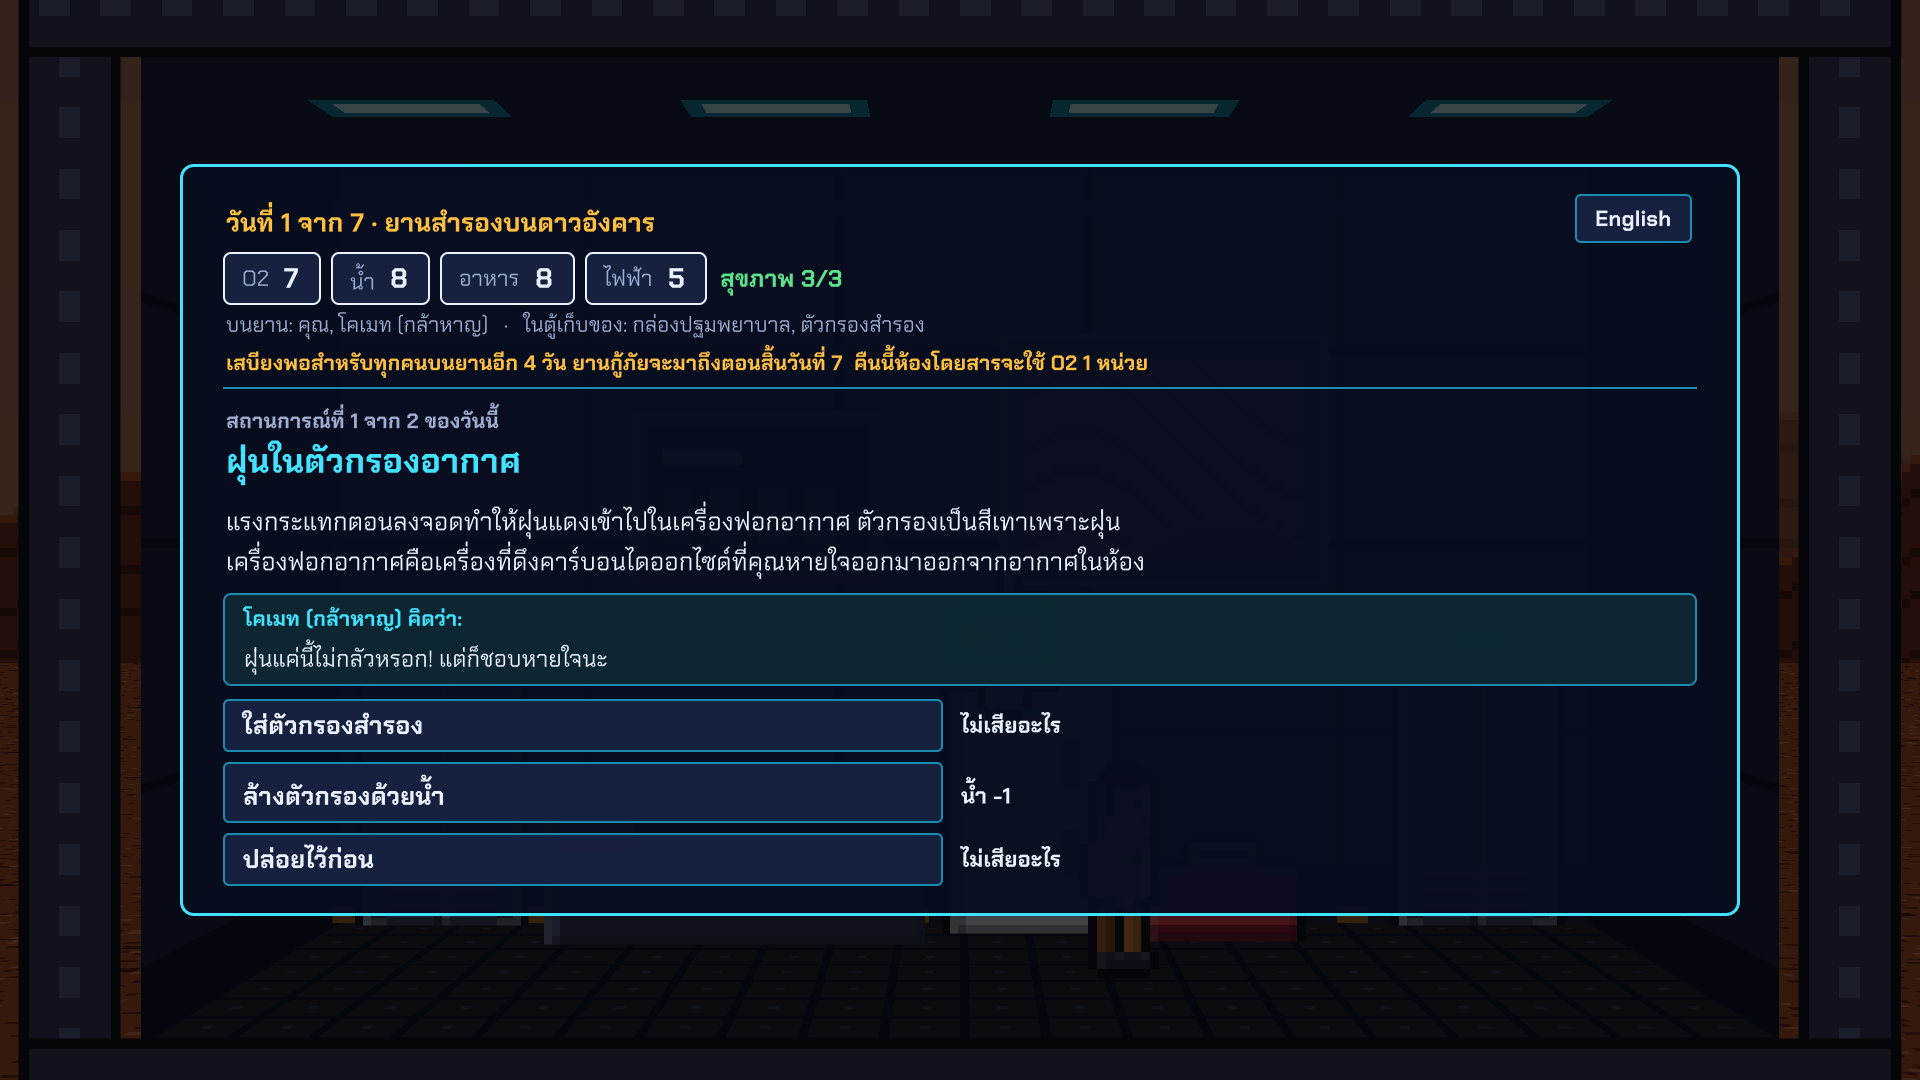 วันที่ 1 จาก 7 · ยานสำรองบนดาวอังคาร
English
O2 7 น้ำ 8 อาหาร 8 ไฟฟ้า 5 สุขภาพ 3/3
บนยาน: คุณ, โคเมท (กล้าหาญ) · ในตู้เก็บของ: กล่องปฐมพยาบาล, ตัวกรองสำรอง
เสบียงพอสำหรับทุกคนบนยานอีก 4 วัน ยานกู้ภัยจะมาถึงตอนสิ้นวันที่ 7 คืนนี้ห้องโดยสารจะใช้ O2 1 หน่วย
สถานการณ์ที่ 1 จาก 2 ของวันนี้
ฝุ่นในตัวกรองอากาศ
แรงกระแทกตอนลงจอดทำให้ฝุ่นแดงเข้าไปในเครื่องฟอกอากาศ ตัวกรองเป็นสีเทาเพราะฝุ่น
เครื่องฟอกอากาศคือเครื่องที่ดึงคาร์บอนไดออกไซด์ที่คุณหายใจออกมาออกจากอากาศในห้อง
โคเมท (กล้าหาญ) คิดว่า:
ฝุ่นแค่นี้ไม่กลัวหรอก! แต่ก็ชอบหายใจนะ
ใส่ตัวกรองสำรอง ไม่เสียอะไร
ล้างตัวกรองด้วยน้ำ น้ำ -1
ปล่อยไว้ก่อน ไม่เสียอะไร